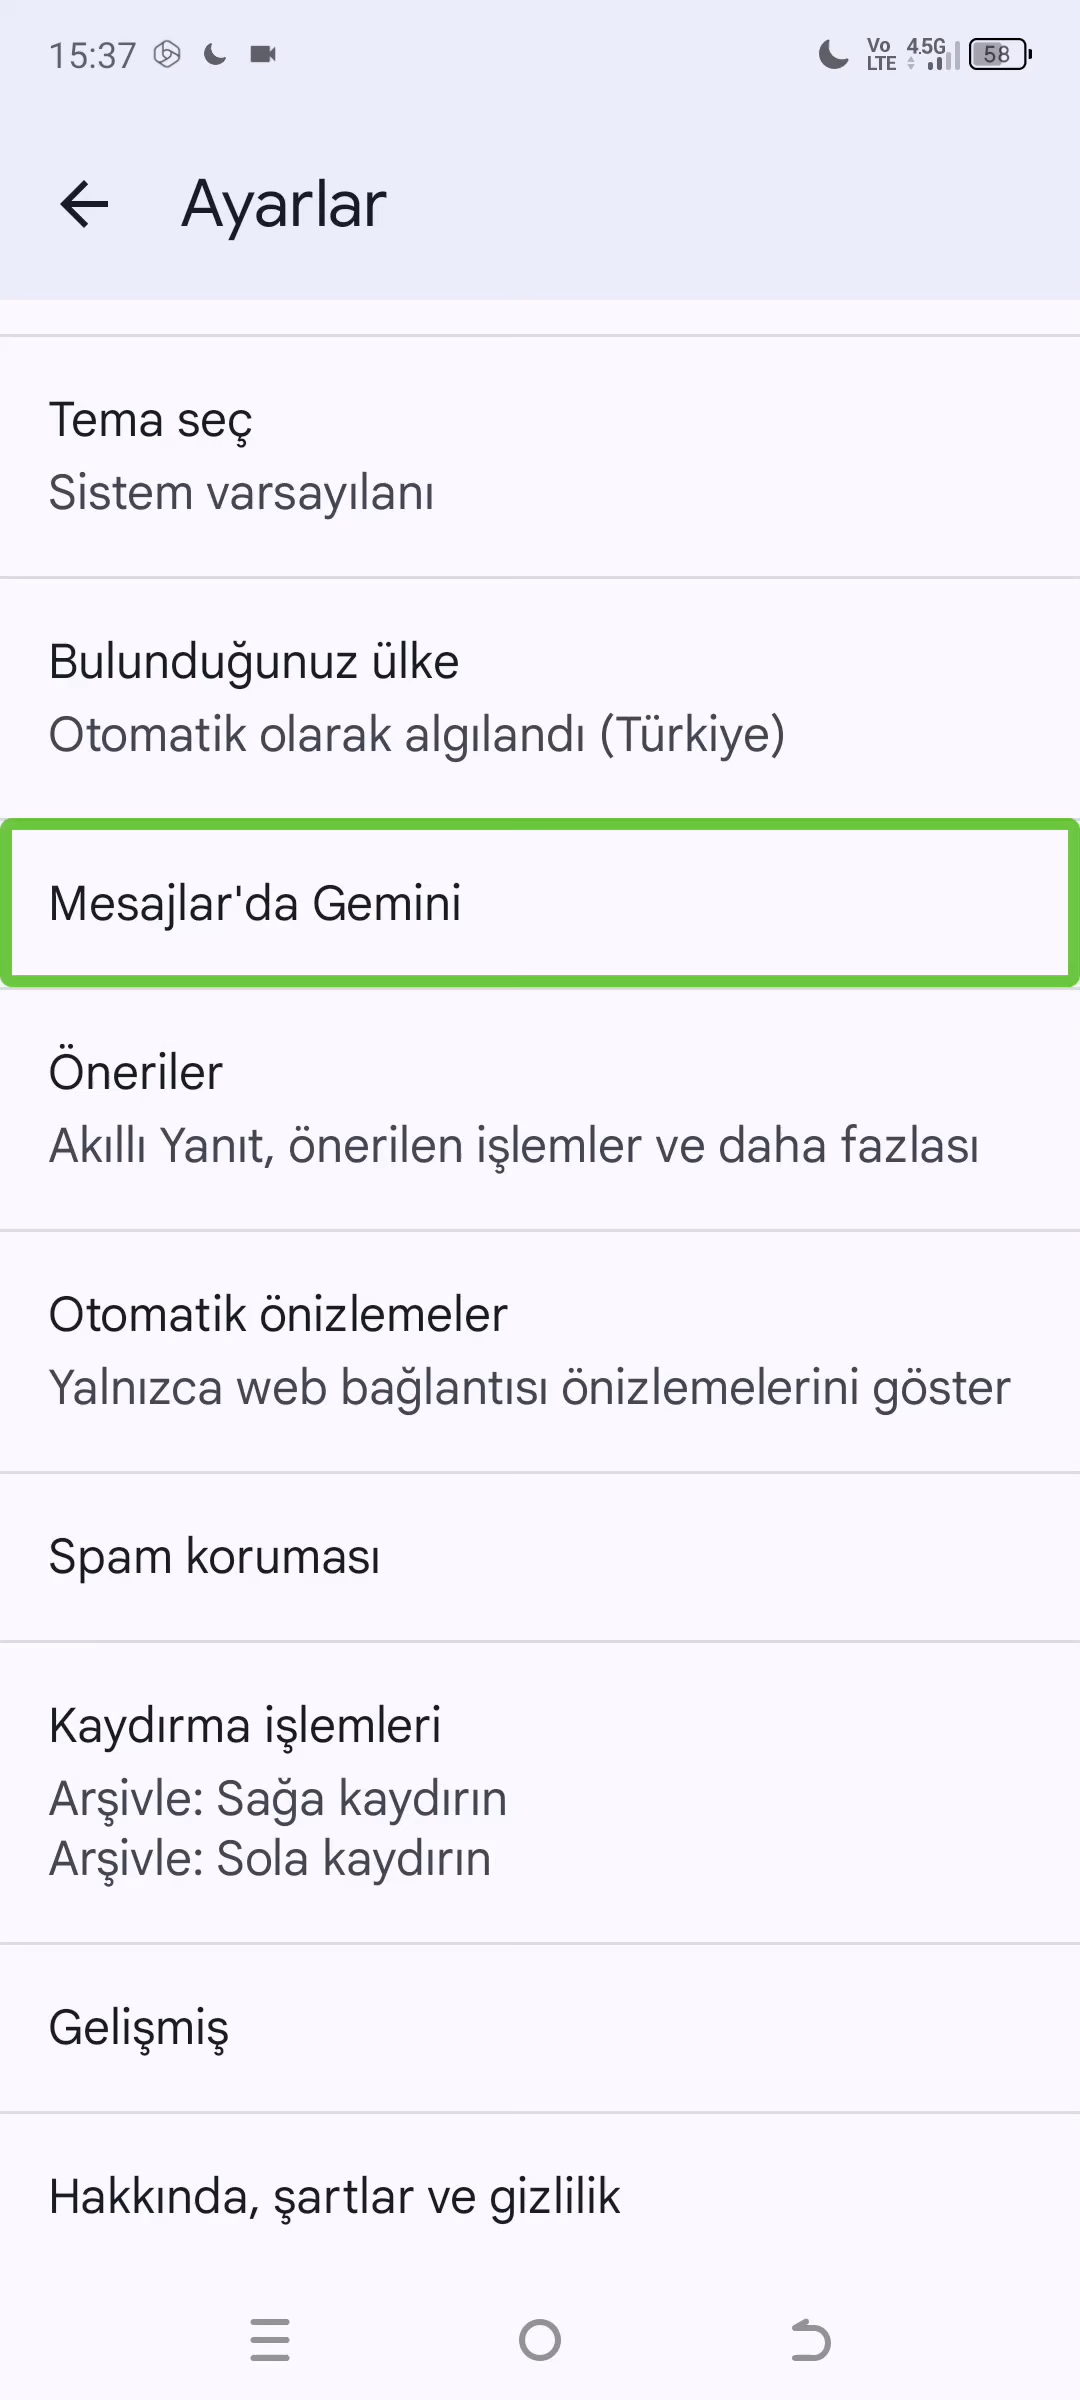 15:37
Vo LTE 4.5G 58
Ayarlar
Tema seç
Sistem varsayılanı
Bulunduğunuz ülke
Otomatik olarak algılandı (Türkiye)
Mesajlar'da Gemini
Öneriler
Akıllı Yanıt, önerilen işlemler ve daha fazlası
Otomatik önizlemeler
Yalnızca web bağlantısı önizlemelerini göster
Spam koruması
Kaydırma işlemleri
Arşivle: Sağa kaydırın
Arşivle: Sola kaydırın
Gelişmiş
Hakkında, şartlar ve gizlilik